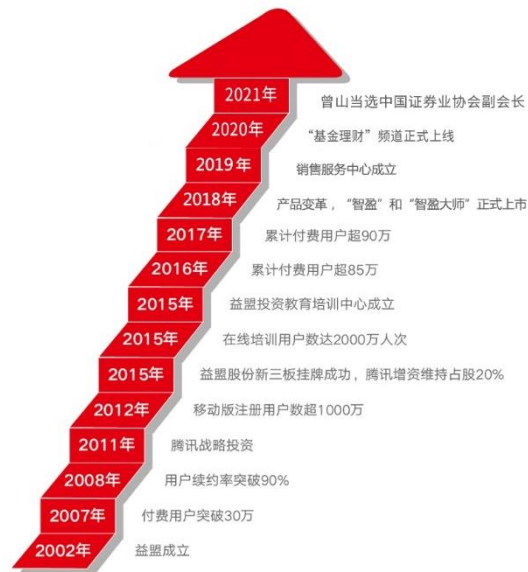 2021年 曾山当选中国证券业协会副会长
2020年 “基金理财”频道正式上线
2019年 销售服务中心成立
2018年 产品变革，“智盈”和“智盈大师”正式上市
2017年 累计付费用户超90万
2016年 累计付费用户超85万
2015年 益盟投资教育培训中心成立
2015年 在线培训用户数达2000万人次
2015年 益盟股份新三板挂牌成功，腾讯增资维持占股20%
2012年 移动版注册用户数超1000万
2011年 腾讯战略投资
2008年 用户续约率突破90%
2007年 付费用户突破30万
2002年 益盟成立